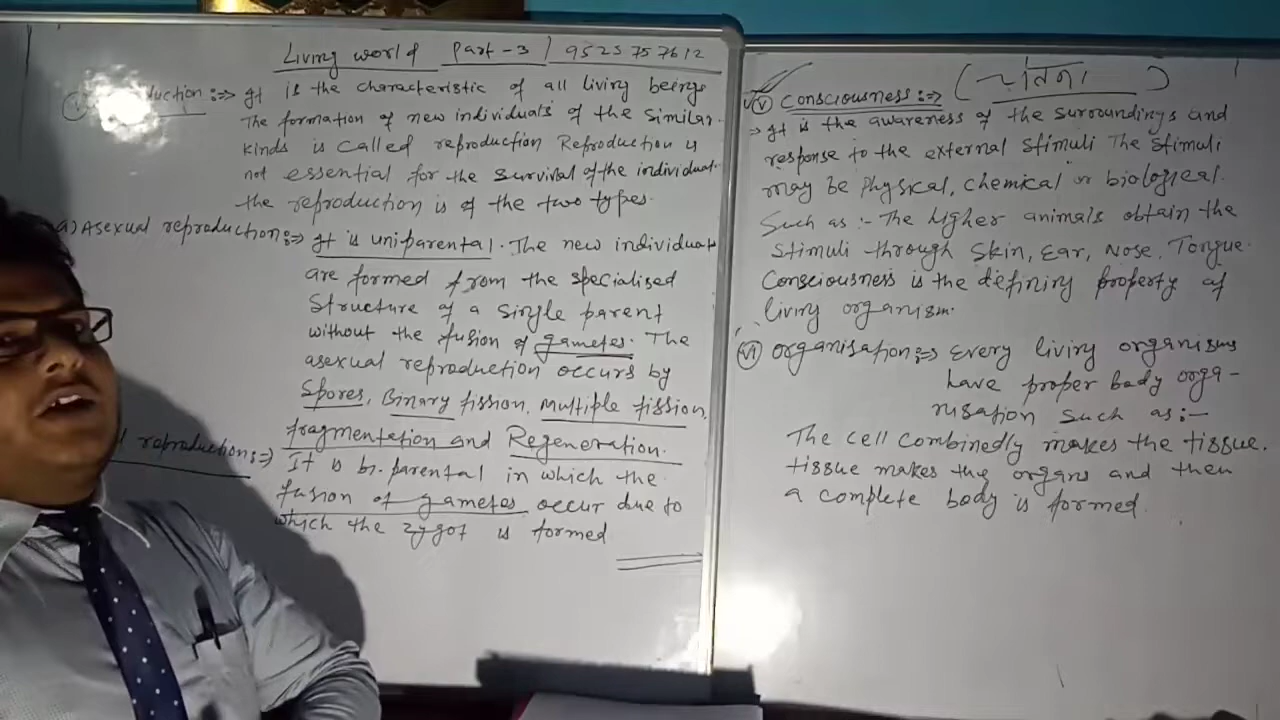 Living world Part-3 / 9523757612
uction :=> It is the characteristic of all living beings
The formation of new individuals of the similar
kinds is called reproduction Reproduction is
not essential for the survival of the individual.
the reproduction is of the two types.
a) Asexual reproduction:=> It is uniparental. The new individuals
are formed from the specialised
structure of a single parent
without the fusion of gametes. The
asexual reproduction occurs by
Spores, Binary fission, Multiple fission,
fragmentetion and Regeneration.
l reproduction:=> It is bi-parental in which the
fusion of gametes occur due to
which the zygot is formed
(v) Consciousness:=> ( )
=> It is the awareness of the surroundings and
response to the external stimuli The stimuli
may be physical, chemical or biological.
Such as :- The higher animals obtain the
stimuli through Skin, Ear, Nose, Tongue.
Consciousness is the defining property of
living organism.
(vi) organisation:=> Every living organisms
have proper body orga-
nisation such as:-
The cell combinedly makes the tissue.
tissue makes the organs and then
a complete body is formed.